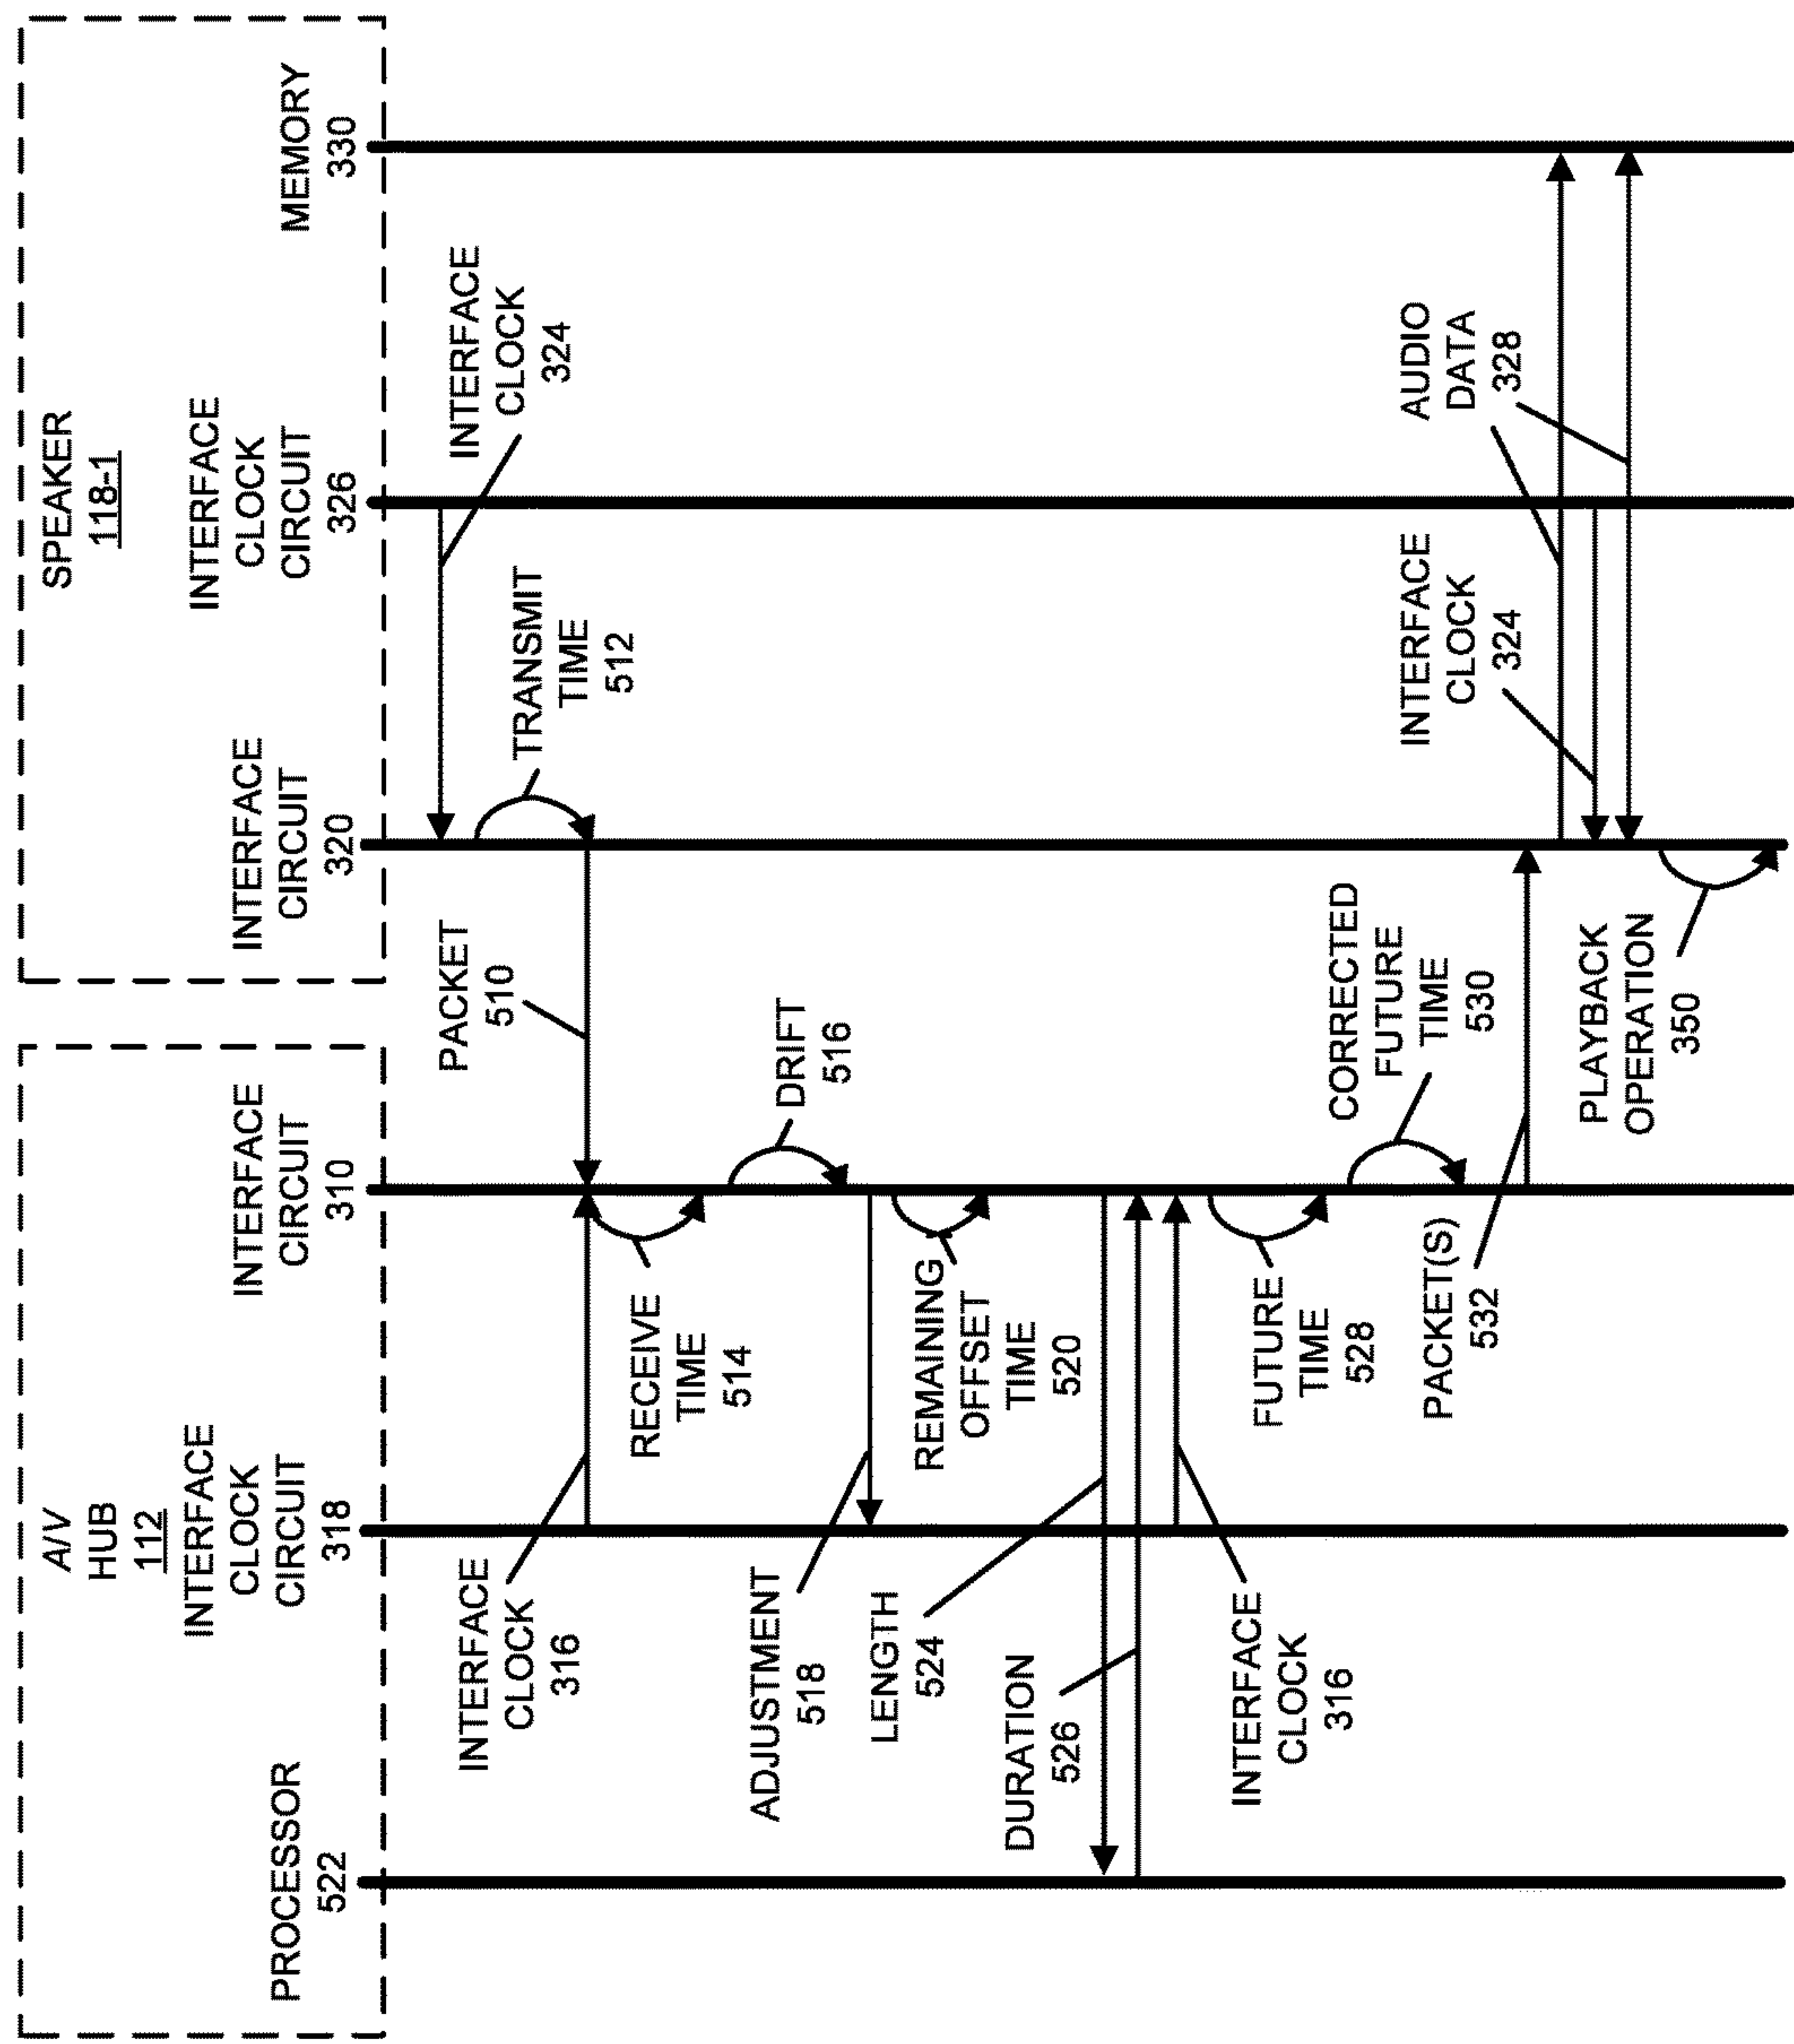 A/V
HUB
112
PROCESSOR
522
INTERFACE
CLOCK
CIRCUIT
318
INTERFACE
CIRCUIT
310
SPEAKER
118-1
INTERFACE
CIRCUIT
320
INTERFACE
CLOCK
CIRCUIT
326
MEMORY
330
INTERFACE
CLOCK
324
TRANSMIT
TIME
512
PACKET
510
INTERFACE
CLOCK
316
RECEIVE
TIME
514
DRIFT
516
ADJUSTMENT
518
REMAINING
OFFSET
TIME
520
LENGTH
524
DURATION
526
INTERFACE
CLOCK
316
FUTURE
TIME
528
CORRECTED
FUTURE
TIME
530
PACKET(S)
532
AUDIO
DATA
328
INTERFACE
CLOCK
324
PLAYBACK
OPERATION
350